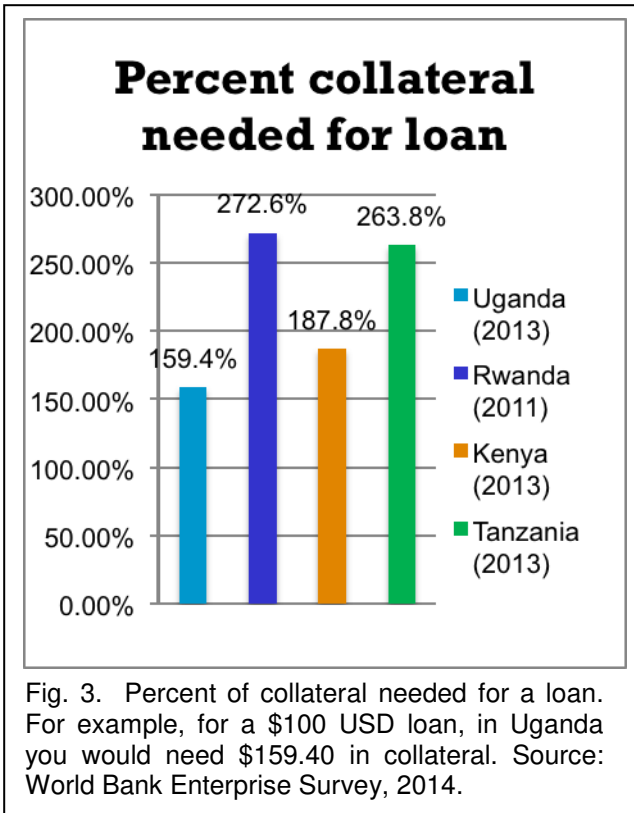 Percent collateral
needed for loan
300.00%
250.00%
200.00%
150.00%
100.00%
50.00%
0.00%
159.4%
272.6%
187.8%
263.8%
Uganda
(2013)
Rwanda
(2011)
Kenya
(2013)
Tanzania
(2013)
Fig. 3. Percent of collateral needed for a loan.
For example, for a $100 USD loan, in Uganda
you would need $159.40 in collateral. Source:
World Bank Enterprise Survey, 2014.